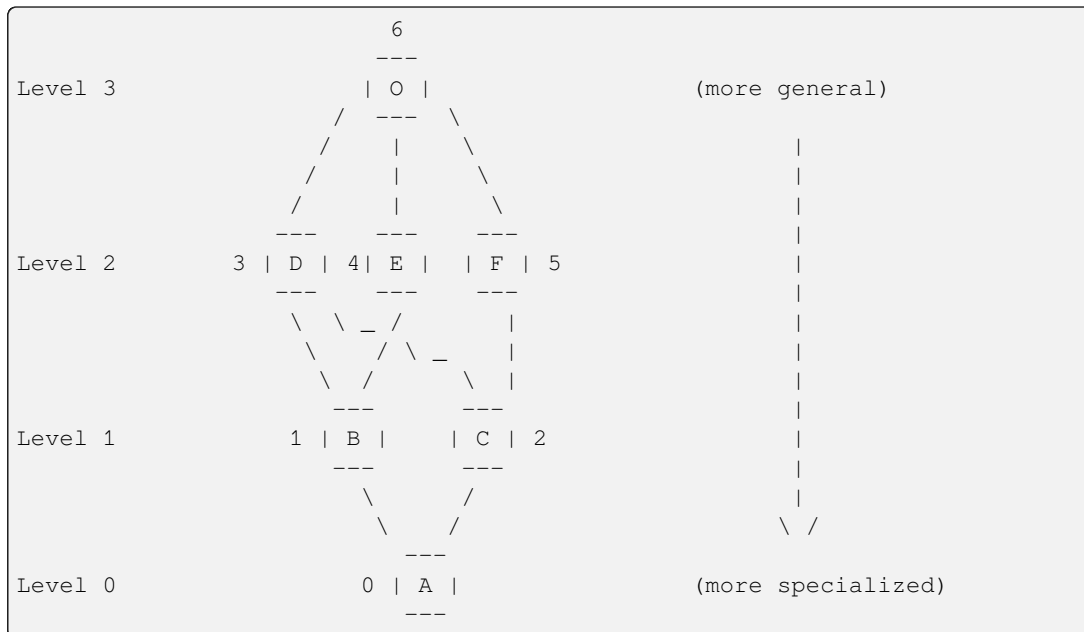 6
                             ---
Level 3                     | O |                     (more general)
                          /  ---  \
                         /    |    \                          |
                        /     |     \                         |
                       /      |      \                        |
                     ---     ---     ---                      |
Level 2           3 | D | 4| E |  | F | 5                     |
                     ---     ---     ---                      |
                      \  \ _ /        |                       |
                       \     / \ _    |                       |
                        \  /       \  |                       |
                         ---       ---                        |
Level 1               1 | B |     | C | 2                     |
                         ---       ---                        |
                           \       /                          |
                            \     /                          \ /
                              ---
Level 0                    0 | A |                    (more specialized)
                              ---